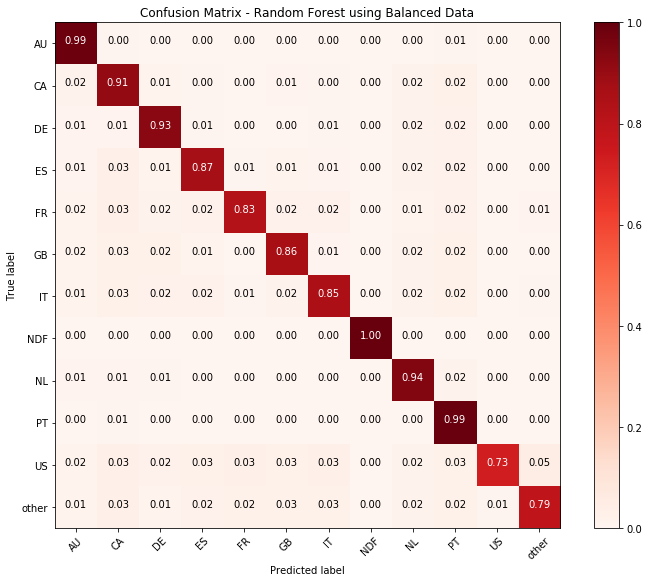 Confusion Matrix - Random Forest using Balanced Data
AU 0.99 0.00 0.00 0.00 0.00 0.00 0.00 0.00 0.00 0.01 0.00 0.00
CA 0.02 0.91 0.01 0.00 0.00 0.01 0.00 0.00 0.02 0.02 0.00 0.00
DE 0.01 0.01 0.93 0.01 0.00 0.00 0.01 0.00 0.02 0.02 0.00 0.00
ES 0.01 0.03 0.01 0.87 0.01 0.01 0.01 0.00 0.02 0.02 0.00 0.00
FR 0.02 0.03 0.02 0.02 0.83 0.02 0.02 0.00 0.01 0.02 0.00 0.01
GB 0.02 0.03 0.02 0.01 0.00 0.86 0.01 0.00 0.02 0.02 0.00 0.00
IT 0.01 0.03 0.02 0.02 0.01 0.02 0.85 0.00 0.02 0.02 0.00 0.00
NDF 0.00 0.00 0.00 0.00 0.00 0.00 0.00 1.00 0.00 0.00 0.00 0.00
NL 0.01 0.01 0.01 0.00 0.00 0.00 0.00 0.00 0.94 0.02 0.00 0.00
PT 0.00 0.01 0.00 0.00 0.00 0.00 0.00 0.00 0.00 0.99 0.00 0.00
US 0.02 0.03 0.02 0.03 0.03 0.03 0.03 0.00 0.02 0.03 0.73 0.05
other 0.01 0.03 0.01 0.02 0.02 0.03 0.03 0.00 0.02 0.02 0.01 0.79
AU CA DE ES FR GB IT NDF NL PT US other
True label
Predicted label
1.0
0.8
0.6
0.4
0.2
0.0